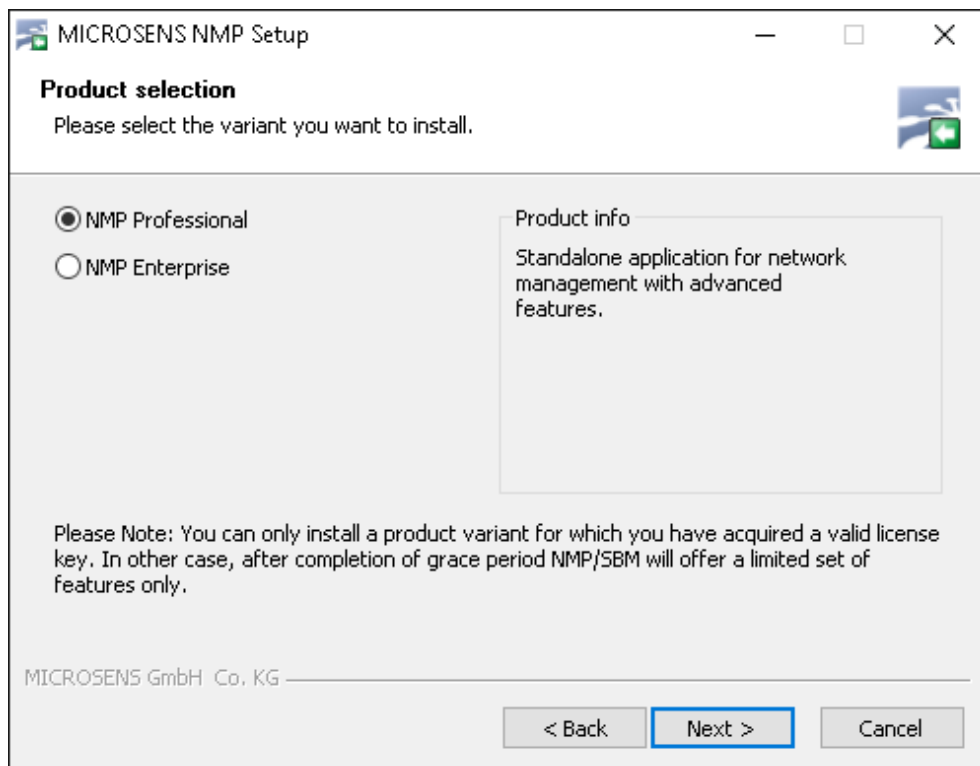 MICROSENS NMP Setup
Product selection
Please select the variant you want to install.
NMP Professional
NMP Enterprise
Product info
Standalone application for network
management with advanced
features.
Please Note: You can only install a product variant for which you have acquired a valid license
key. In other case, after completion of grace period NMP/SBM will offer a limited set of
features only.
MICROSENS GmbH  Co. KG
< Back
Next >
Cancel